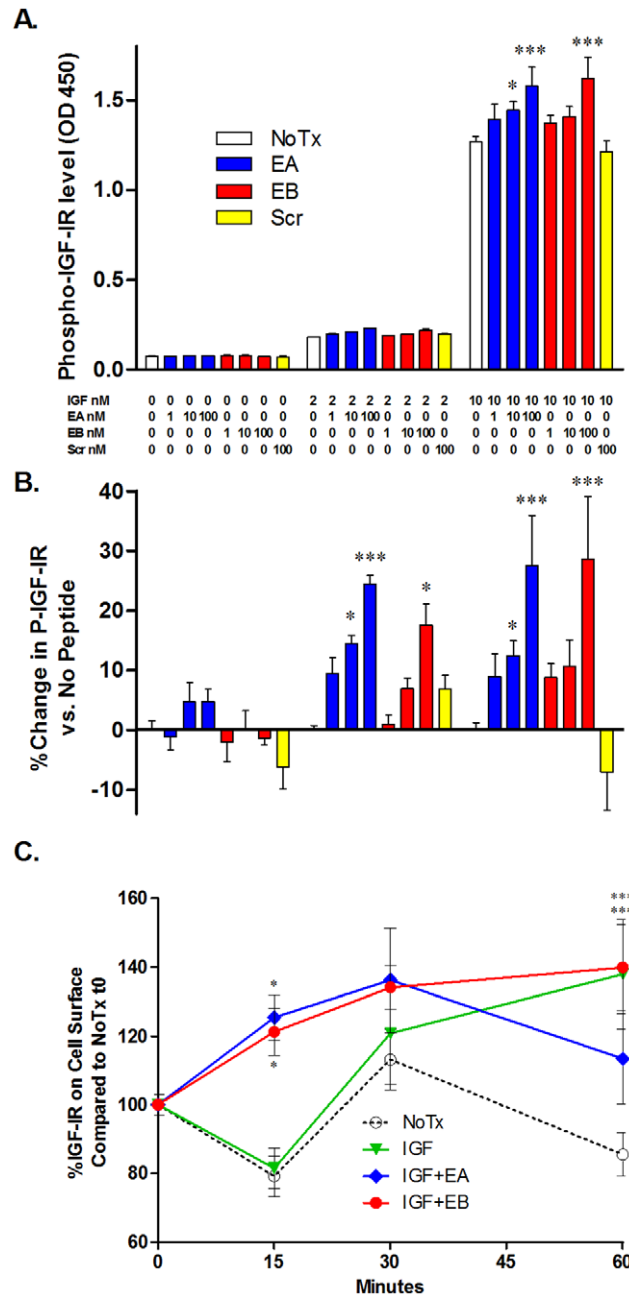 A.
Phospho-IGF-IR level (OD 450)
1.5
1.0
0.5
0.0
NoTx
EA
EB
Scr
*
***
***
IGF nM 0 0 0 0 0 0 0 0 2 2 2 2 2 2 2 2 10 10 10 10 10 10 10 10
EA nM 0 1 10 100 0 0 0 0 0 1 10 100 0 0 0 0 0 1 10 100 0 0 0 0
EB nM 0 0 0 0 1 10 100 0 0 0 0 0 1 10 100 0 0 0 0 0 1 10 100 0
Scr nM 0 0 0 0 0 0 0 100 0 0 0 0 0 0 0 100 0 0 0 0 0 0 0 100
B.
%Change in P-IGF-IR
vs. No Peptide
40
30
20
10
0
-10
*
***
*
*
***
***
C.
%IGF-IR on Cell Surface
Compared to NoTx t0
160
140
120
100
80
60
*
*
***
***
NoTx
IGF
IGF+EA
IGF+EB
0 15 30 45 60
Minutes